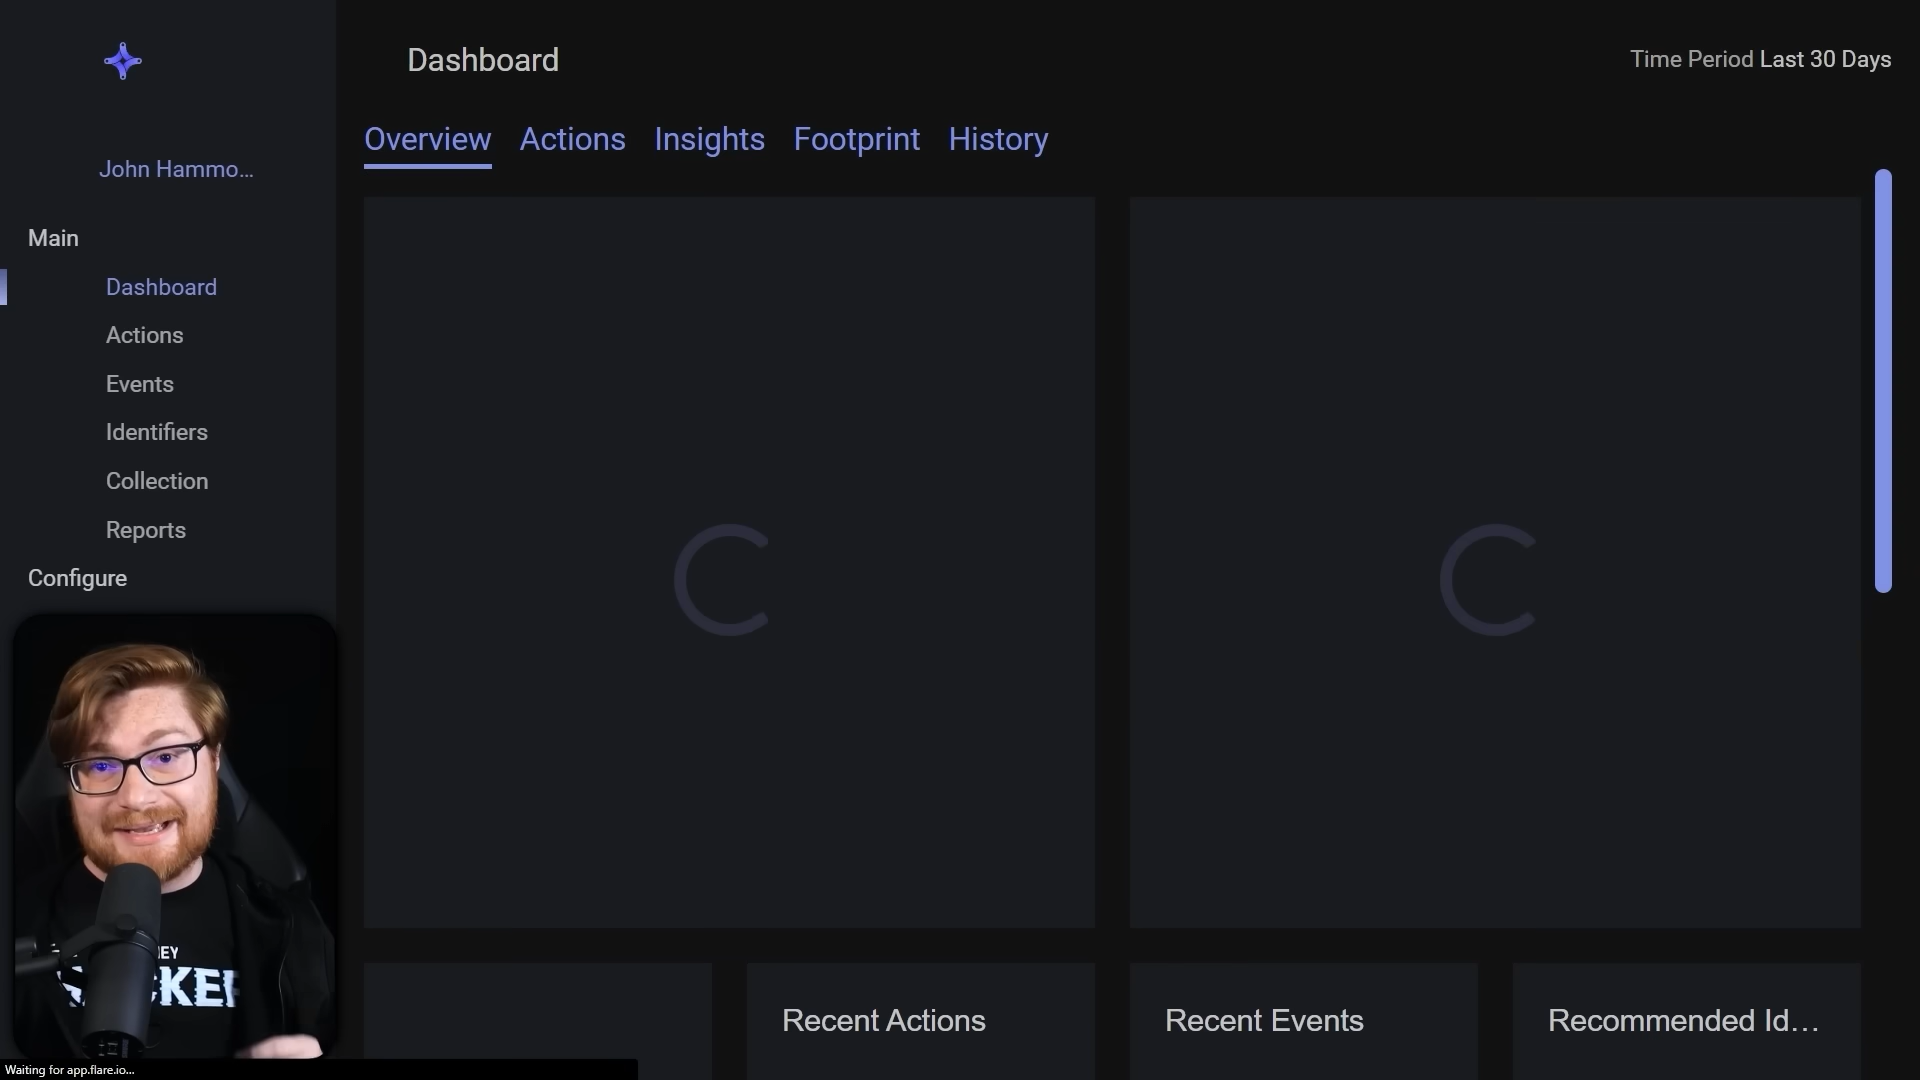 Dashboard
Time Period Last 30 Days
Overview Actions Insights Footprint History
John Hammo...
Main
Dashboard
Actions
Events
Identifiers
Collection
Reports
Configure
Recent Actions
Recent Events
Recommended Id...
Waiting for app.flare.io...